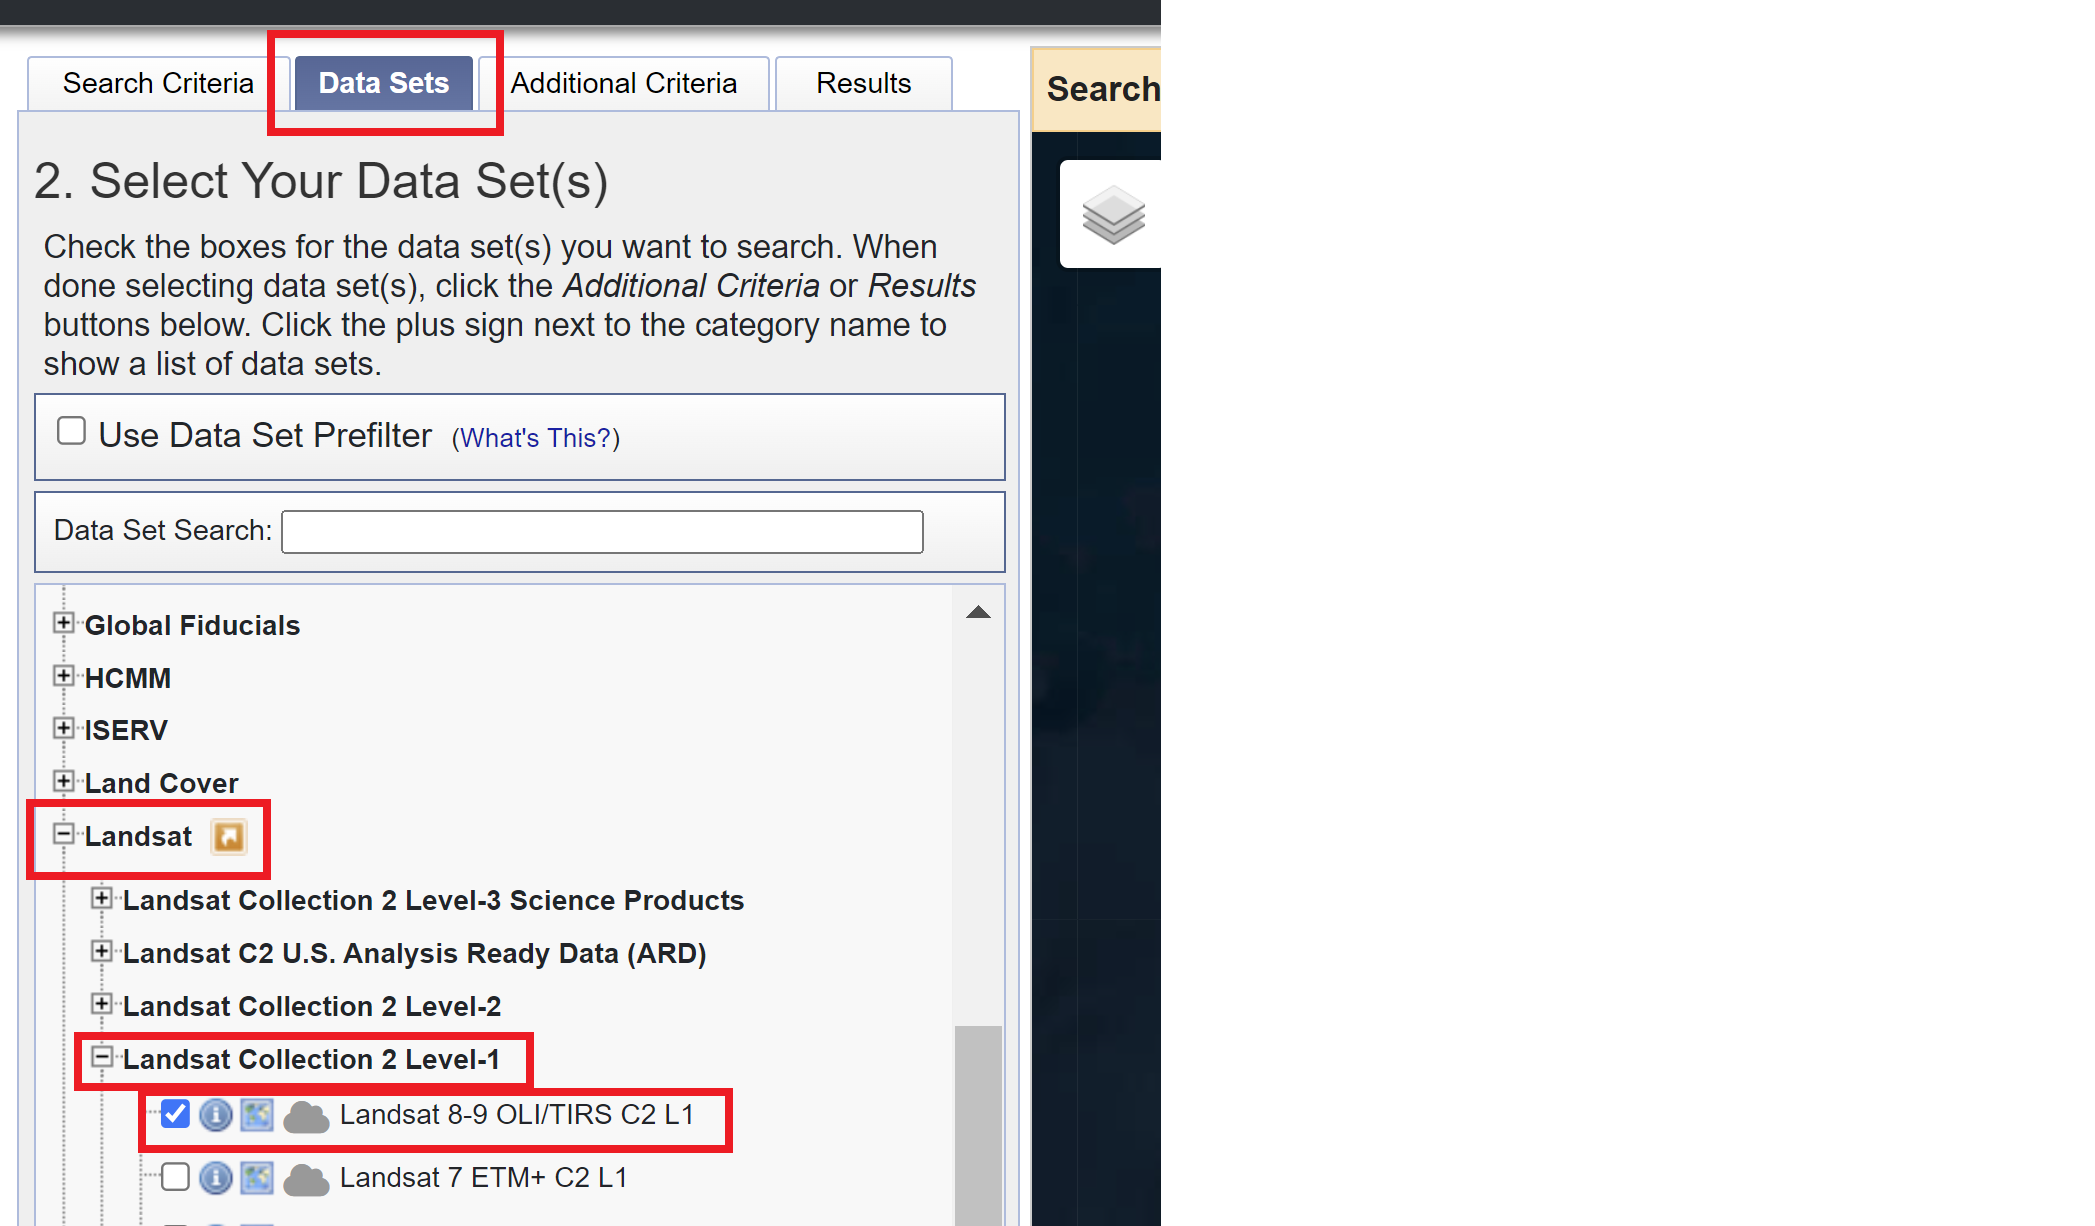 Search Criteria
Data Sets
Additional Criteria
Results
Search
2. Select Your Data Set(s)
Check the boxes for the data set(s) you want to search. When
done selecting data set(s), click the Additional Criteria or Results
buttons below. Click the plus sign next to the category name to
show a list of data sets.
Use Data Set Prefilter (What's This?)
Data Set Search:
Global Fiducials
HCMM
ISERV
Land Cover
Landsat
Landsat Collection 2 Level-3 Science Products
Landsat C2 U.S. Analysis Ready Data (ARD)
Landsat Collection 2 Level-2
Landsat Collection 2 Level-1
Landsat 8-9 OLI/TIRS C2 L1
Landsat 7 ETM+ C2 L1